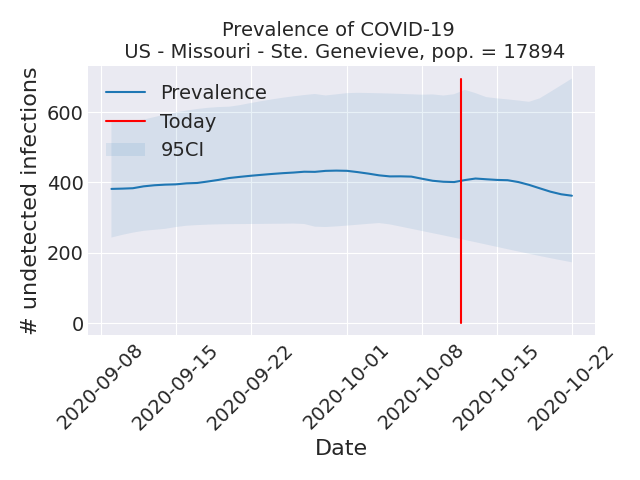 Prevalence of COVID-19
US - Missouri - Ste. Genevieve, pop. = 17894
# undetected infections
600
400
200
0
Prevalence
Today
95CI
2020-09-08
2020-09-15
2020-09-22
2020-10-01
2020-10-08
2020-10-15
2020-10-22
Date